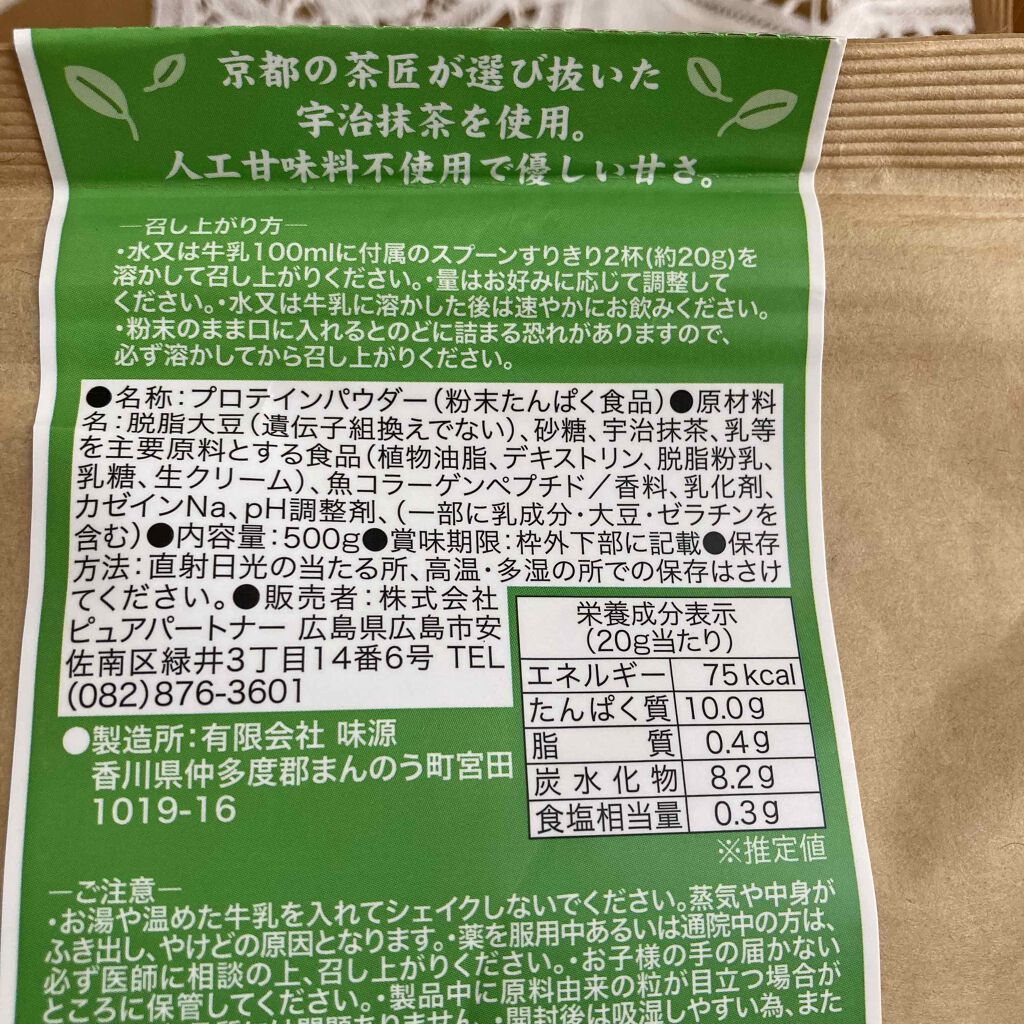 京都の茶匠が選び抜いた
宇治抹茶を使用。
人工甘味料不使用で優しい甘さ。
―召し上がり方―
・水又は牛乳100mlに付属のスプーンすりきり2杯(約20g)を
溶かして召し上がりください。・量はお好みに応じて調整して
ください。・水又は牛乳に溶かした後は速やかにお飲みください。
・粉末のまま口に入れるとのどに詰まる恐れがありますので、
必ず溶かしてから召し上がりください。
●名称：プロテインパウダー（粉末たんぱく食品）●原材料
名：脱脂大豆（遺伝子組換えでない）、砂糖、宇治抹茶、乳等
を主要原料とする食品（植物油脂、デキストリン、脱脂粉乳、
乳糖、生クリーム）、魚コラーゲンペプチド／香料、乳化剤、
カゼインNa、pH調整剤、（一部に乳成分・大豆・ゼラチンを
含む）●内容量：500g●賞味期限：枠外下部に記載●保存
方法：直射日光の当たる所、高温・多湿の所での保存はさけ
てください。●販売者：株式会社
ピュアパートナー 広島県広島市安
佐南区緑井3丁目14番6号 TEL
(082)876-3601
●製造所：有限会社 味源
香川県仲多度郡まんのう町宮田
1019-16
栄養成分表示
(20g当たり)
エネルギー 75kcal
たんぱく質 10.0g
脂質 0.4g
炭水化物 8.2g
食塩相当量 0.3g
※推定値
―ご注意―
・お湯や温めた牛乳を入れてシェイクしないでください。蒸気や中身が
ふき出し、やけどの原因となります。・薬を服用中あるいは通院中の方は、
必ず医師に相談の上、召し上がりください。・お子様の手の届かない
ところに保管してください。・製品中に原料由来の粒が目立つ場合が
問題ありません。・開封後は吸湿しやすい為、また